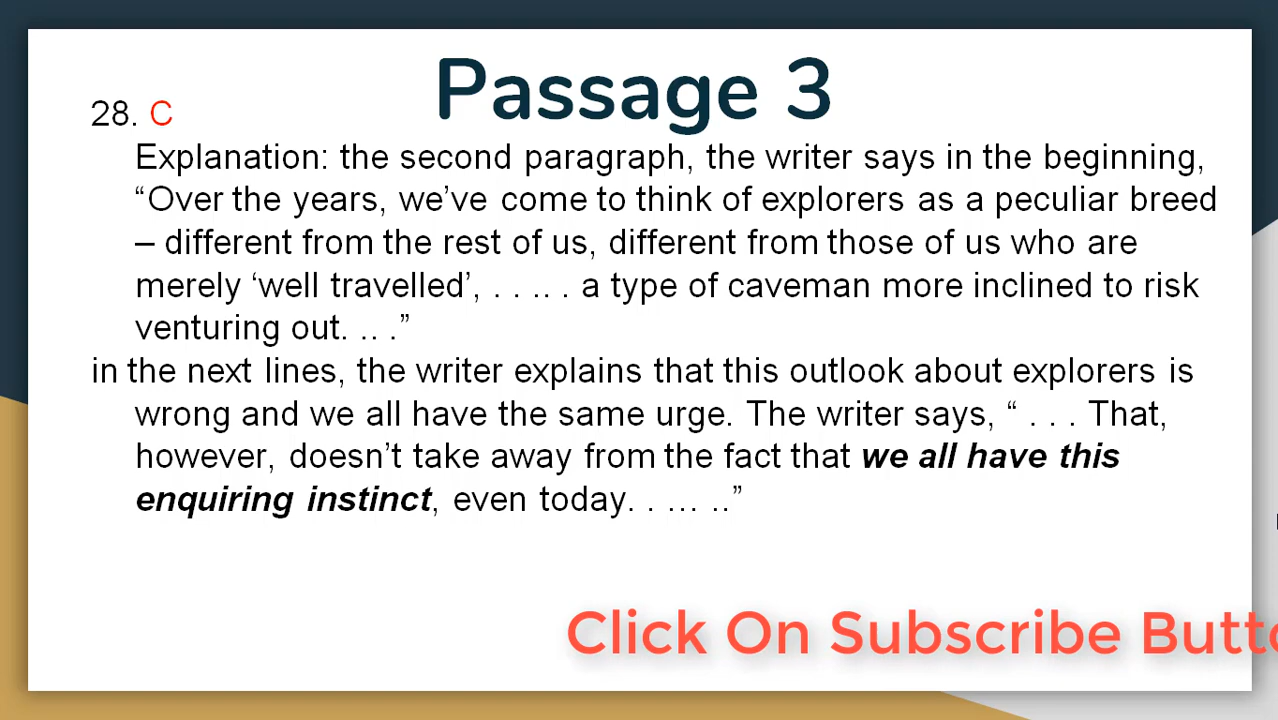 Passage 3
28. C
Explanation: the second paragraph, the writer says in the beginning,
“Over the years, we’ve come to think of explorers as a peculiar breed
– different from the rest of us, different from those of us who are
merely ‘well travelled’, . . .. . a type of caveman more inclined to risk
venturing out. .. .”
in the next lines, the writer explains that this outlook about explorers is
wrong and we all have the same urge. The writer says, “ . . . That,
however, doesn’t take away from the fact that we all have this
enquiring instinct, even today. . ... ..”
Click On Subscribe Butto